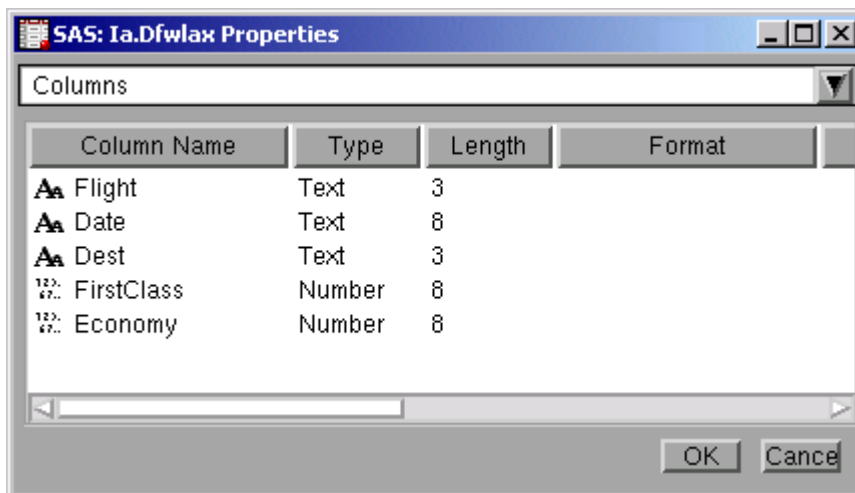 SAS: Ia.Dfwlax Properties
Columns
Column Name Type Length Format
Flight Text 3
Date Text 8
Dest Text 3
FirstClass Number 8
Economy Number 8
OK Cance